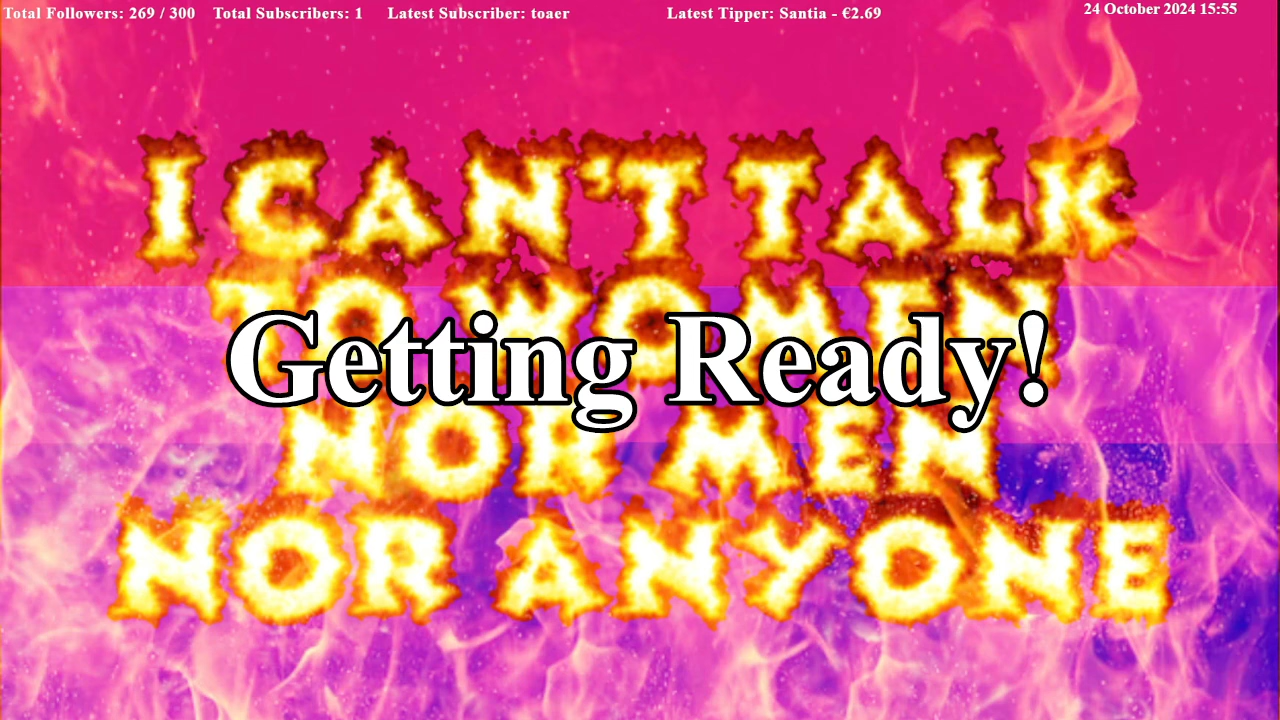 Total Followers: 269 / 300 Total Subscribers: 1 Latest Subscriber: toaer Latest Tipper: Santia - €2.69 24 October 2024 15:55
I CAN'T TALK
TO WOMEN
Getting Ready!
NOR MEN
NOR ANYONE